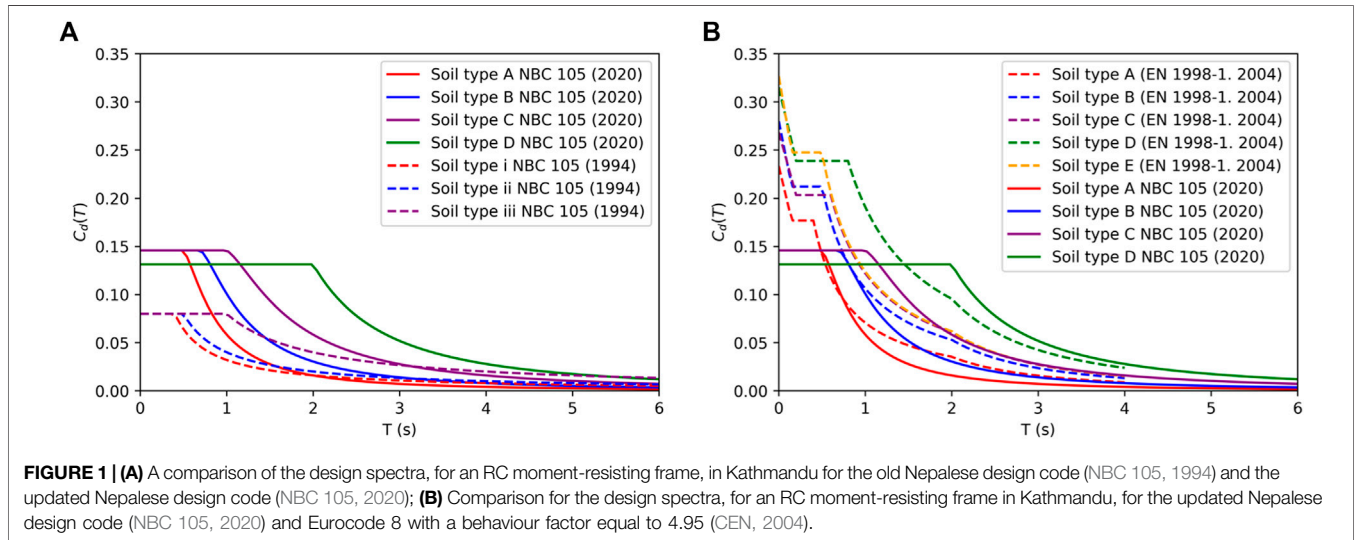 A
0.35
0.30
0.25
0.20
0.15
0.10
0.05
0.00
C_d(T)
Soil type A NBC 105 (2020)
Soil type B NBC 105 (2020)
Soil type C NBC 105 (2020)
Soil type D NBC 105 (2020)
Soil type i NBC 105 (1994)
Soil type ii NBC 105 (1994)
Soil type iii NBC 105 (1994)
0 1 2 3 4 5 6
T (s)
B
0.35
0.30
0.25
0.20
0.15
0.10
0.05
0.00
C_d(T)
Soil type A (EN 1998-1. 2004)
Soil type B (EN 1998-1. 2004)
Soil type C (EN 1998-1. 2004)
Soil type D (EN 1998-1. 2004)
Soil type E (EN 1998-1. 2004)
Soil type A NBC 105 (2020)
Soil type B NBC 105 (2020)
Soil type C NBC 105 (2020)
Soil type D NBC 105 (2020)
0 1 2 3 4 5 6
T (s)
FIGURE 1 | (A) A comparison of the design spectra, for an RC moment-resisting frame, in Kathmandu for the old Nepalese design code (NBC 105, 1994) and the
updated Nepalese design code (NBC 105, 2020); (B) Comparison for the design spectra, for an RC moment-resisting frame in Kathmandu, for the updated Nepalese
design code (NBC 105, 2020) and Eurocode 8 with a behaviour factor equal to 4.95 (CEN, 2004).